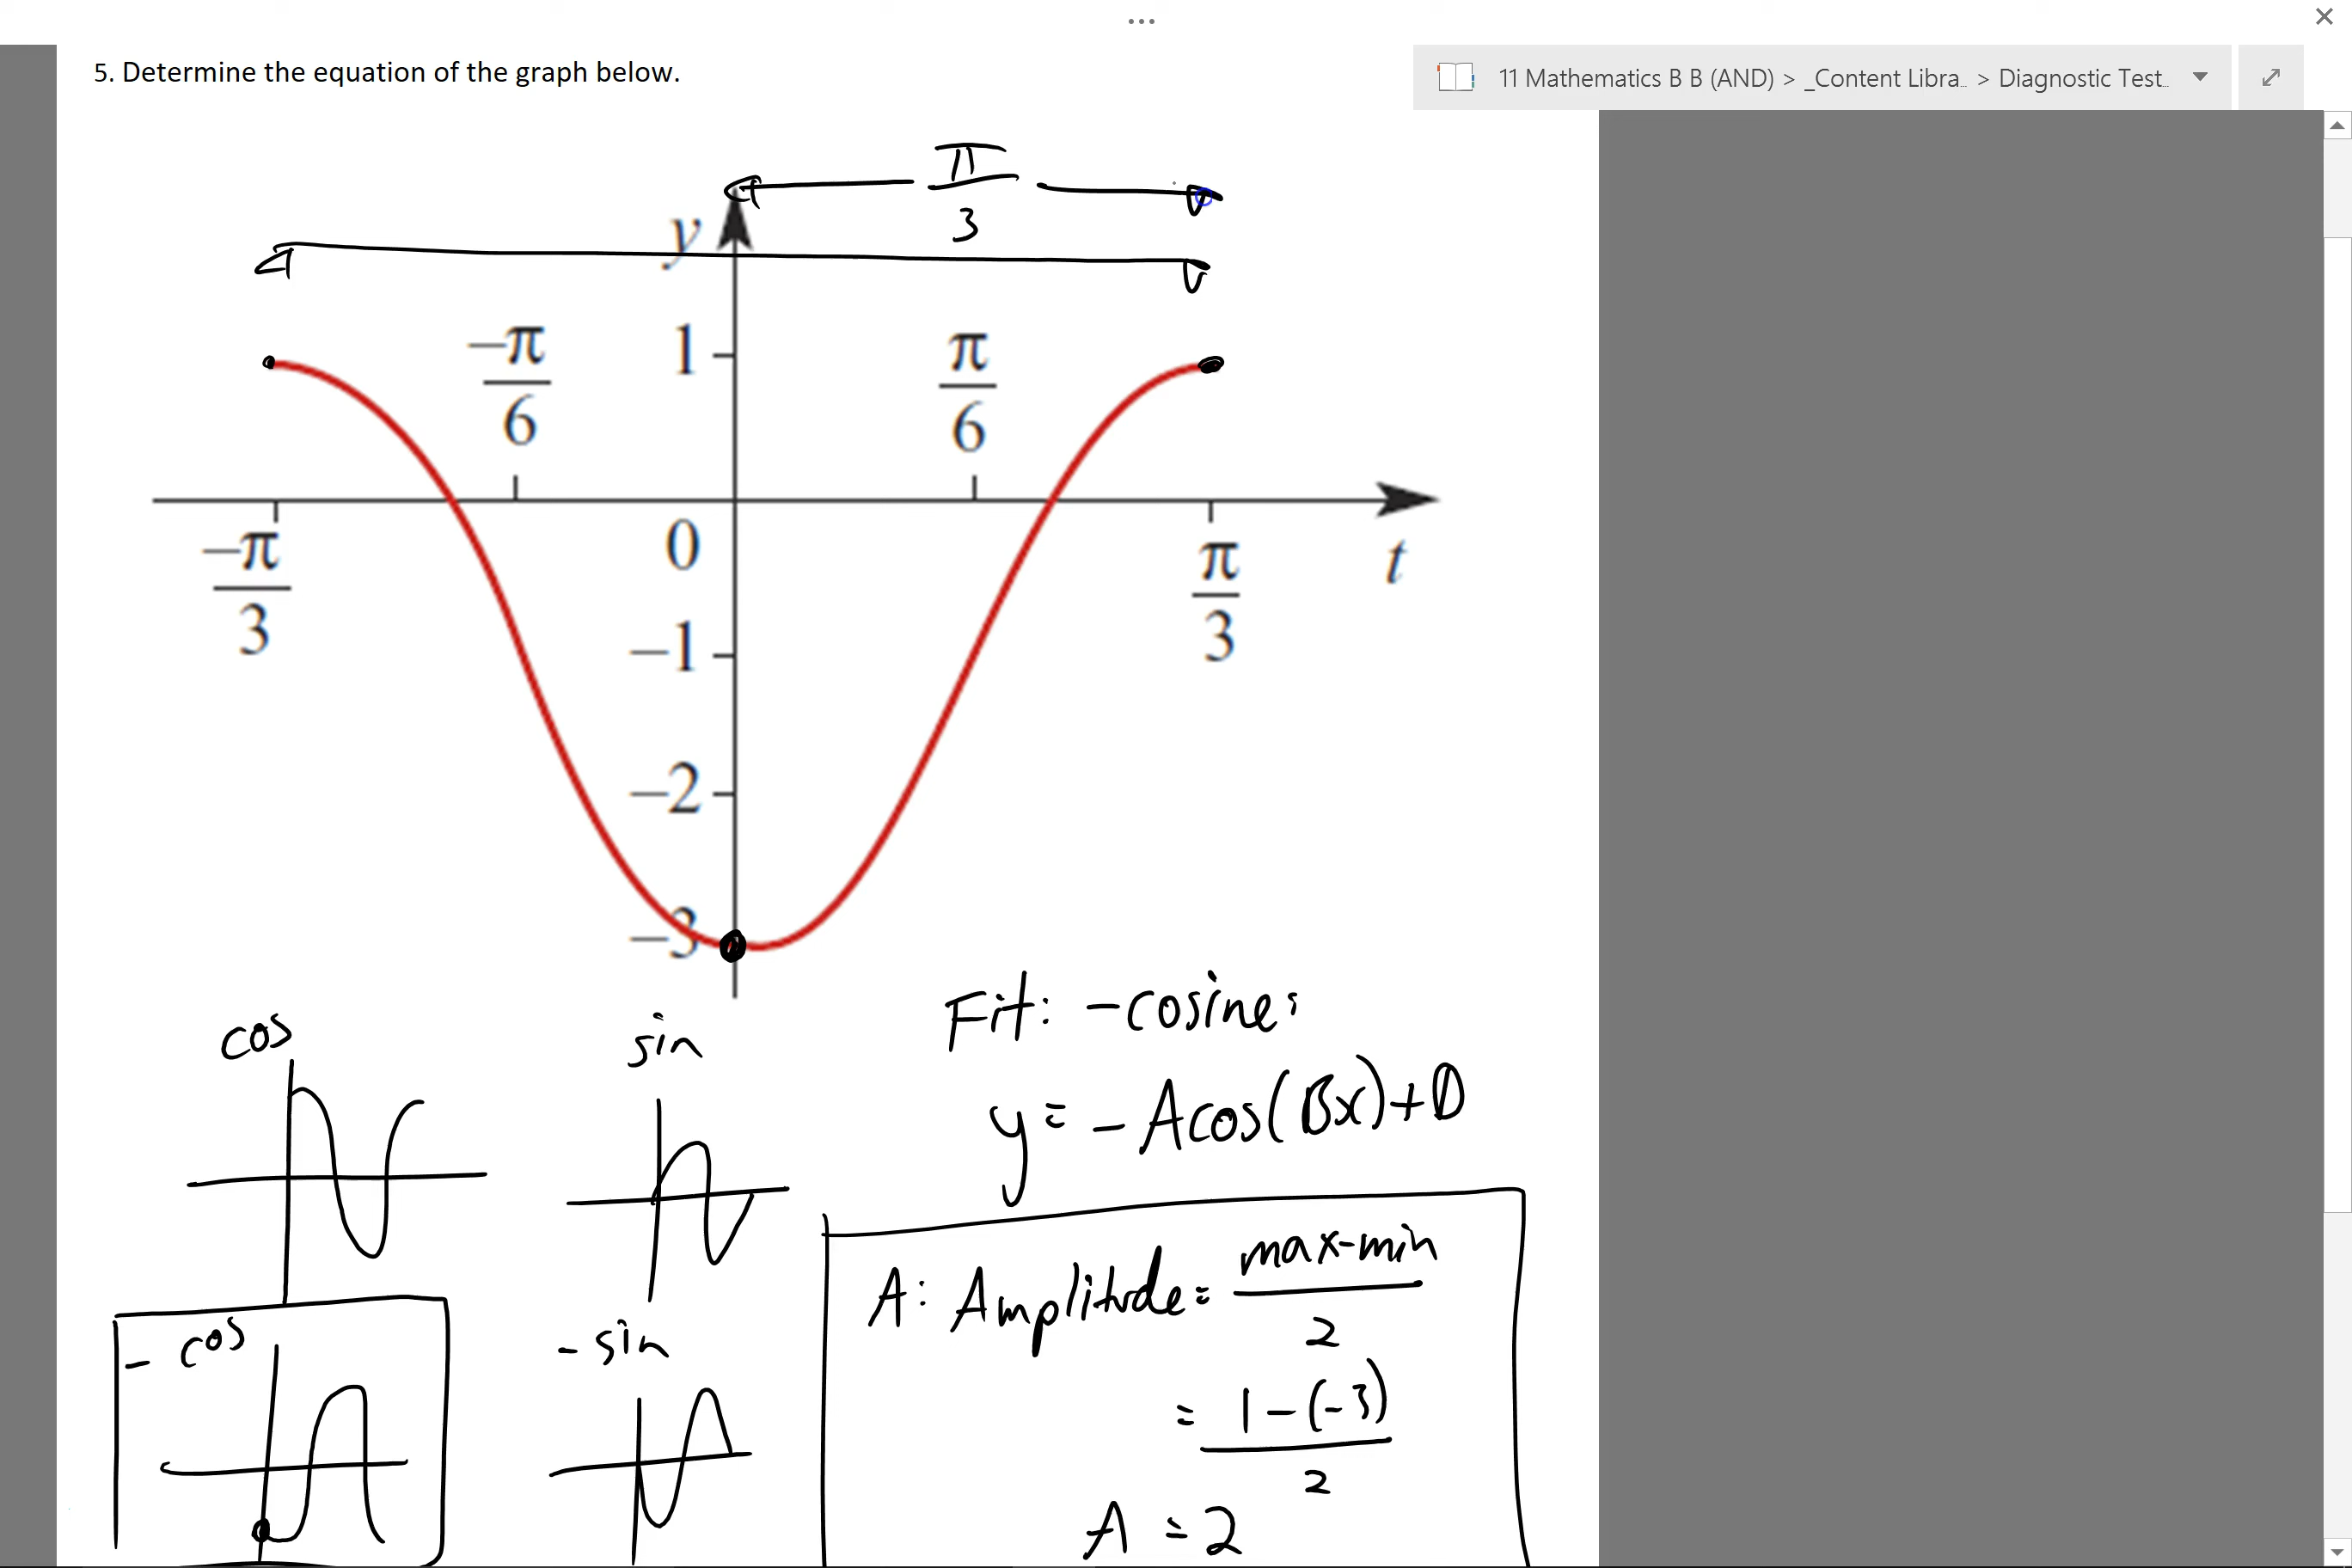 ...
5. Determine the equation of the graph below.
11 Mathematics B B (AND) > _Content Libra... > Diagnostic Test...
π
3
y
1
−π
6
π
6
0
t
−π
3
π
3
−1
−2
−3
Fit: -cosine:
cos
sin
y = -Acos(Bx)+D
A: Amplitde = max-min
2
- cos
- sin
= 1-(-3)
2
A = 2